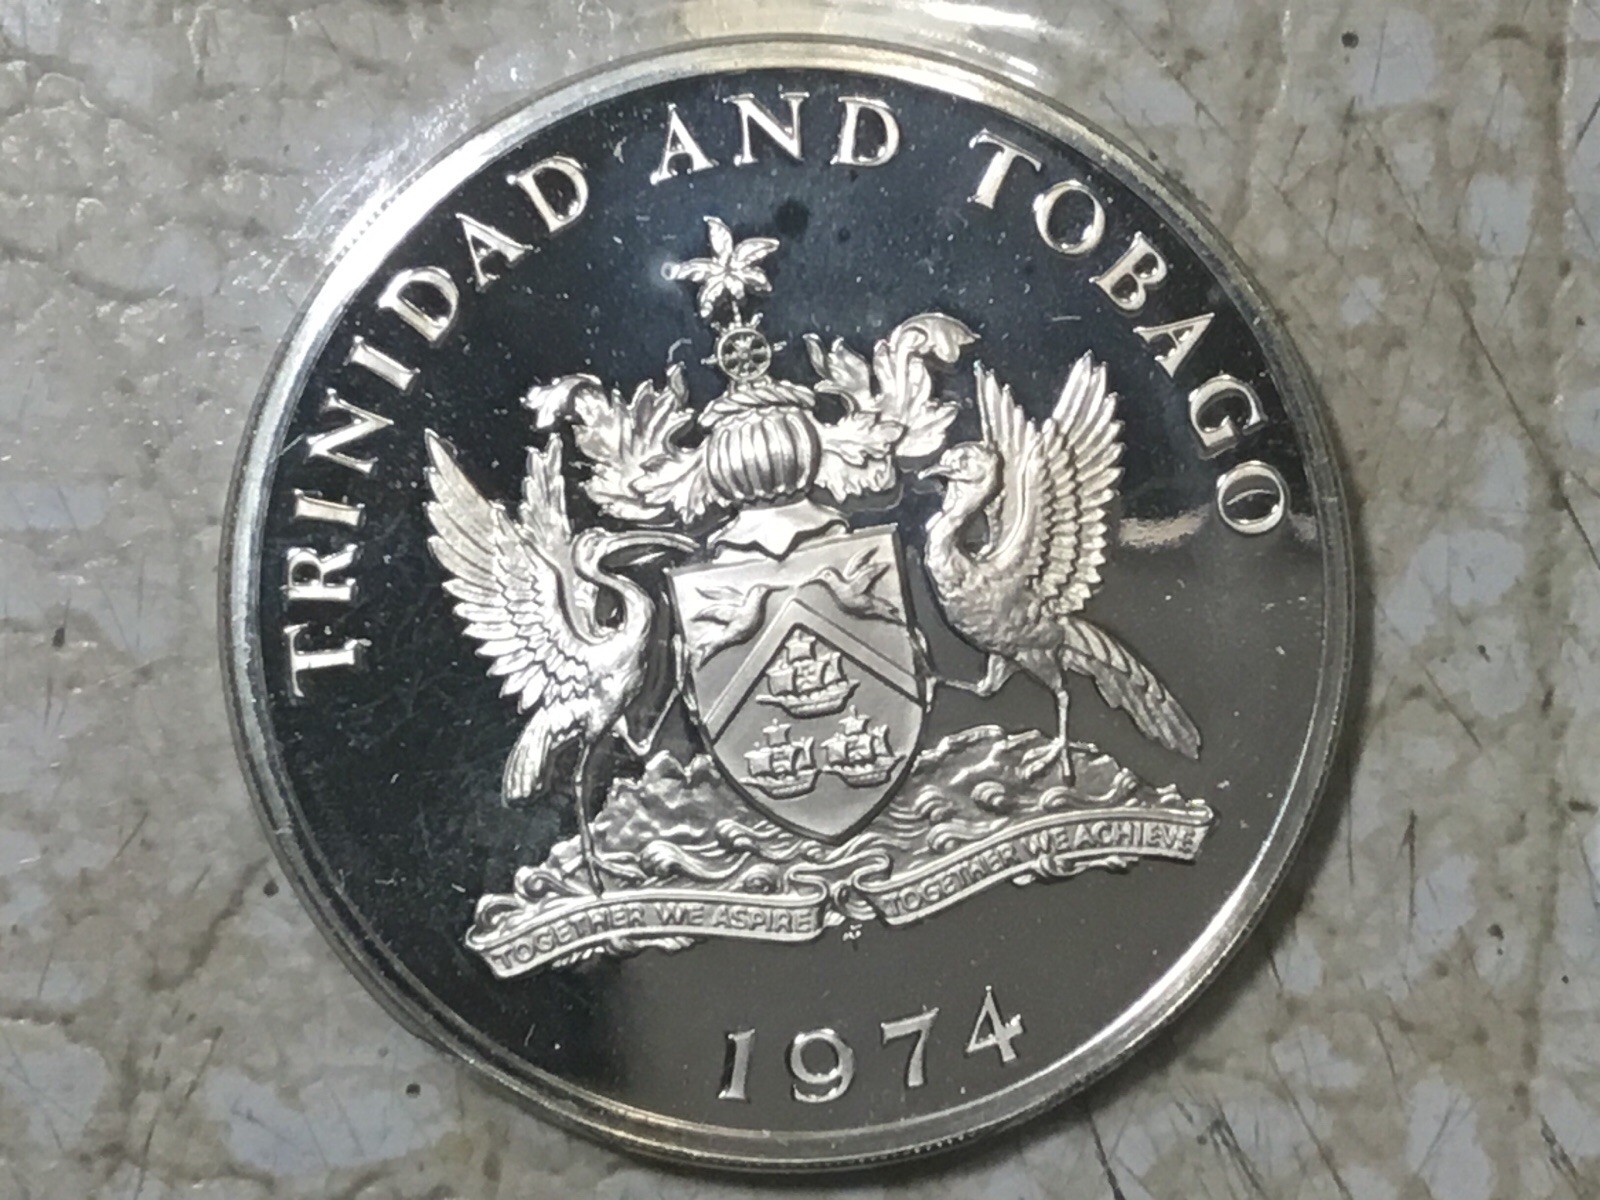 TRINIDAD AND TOBAGO
TOGETHER WE ASPIRE
TOGETHER WE ACHIEVE
1974